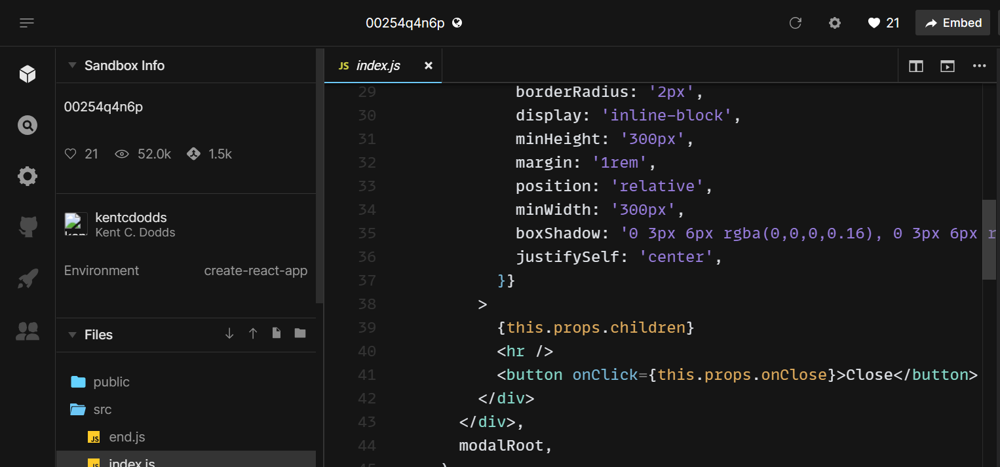 00254q4n6p
21
Embed
Sandbox Info
00254q4n6p
21 52.0k 1.5k
kentcdodds
Kent C. Dodds
Environment create-react-app
Files
public
src
JS end.js
JS index.js
JS index.js
29 borderRadius: '2px',
30 display: 'inline-block',
31 minHeight: '300px',
32 margin: '1rem',
33 position: 'relative',
34 minWidth: '300px',
35 boxShadow: '0 3px 6px rgba(0,0,0,0.16), 0 3px 6px r
36 justifySelf: 'center',
37 }}
38 >
39 {this.props.children}
40 <hr />
41 <button onClick={this.props.onClose}>Close</button>
42 </div>
43 </div>,
44 modalRoot,
45 )